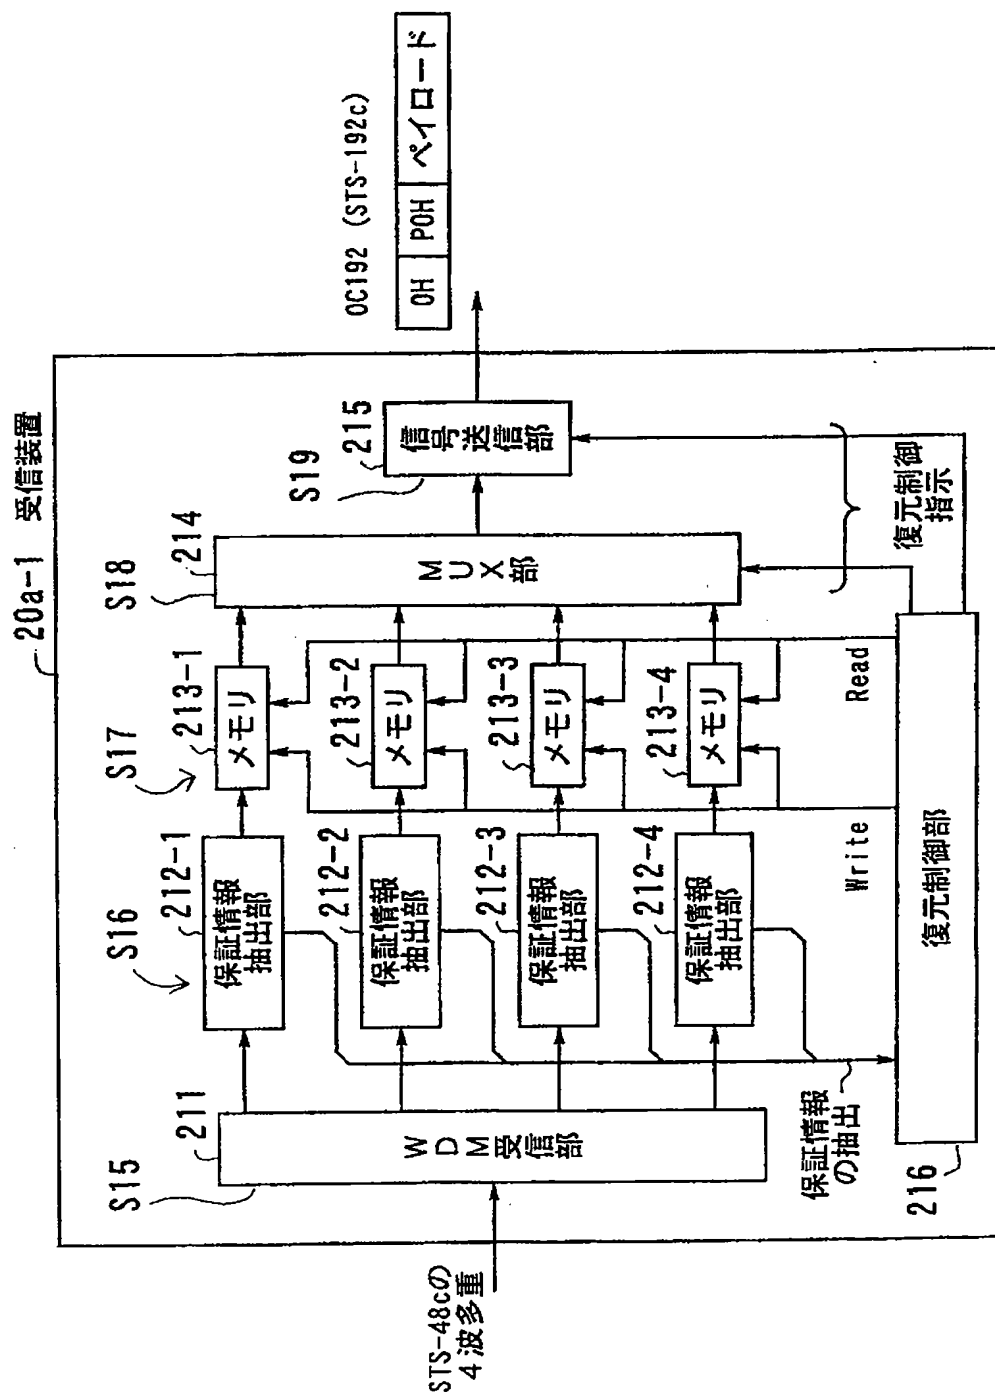 20a-1 受信装置
S15
211
WDM受信部
STS-48cの
4波多重
S16
212-1
保証情報
抽出部
212-2
保証情報
抽出部
212-3
保証情報
抽出部
212-4
保証情報
抽出部
保証情報
の抽出
S17
213-1
メモリ
213-2
メモリ
213-3
メモリ
213-4
メモリ
Write
Read
S18
214
MUX部
S19
215
信号
送信部
復元制御
指示
216
復元制御部
OC192 (STS-192c)
OH
POH
ペイロード